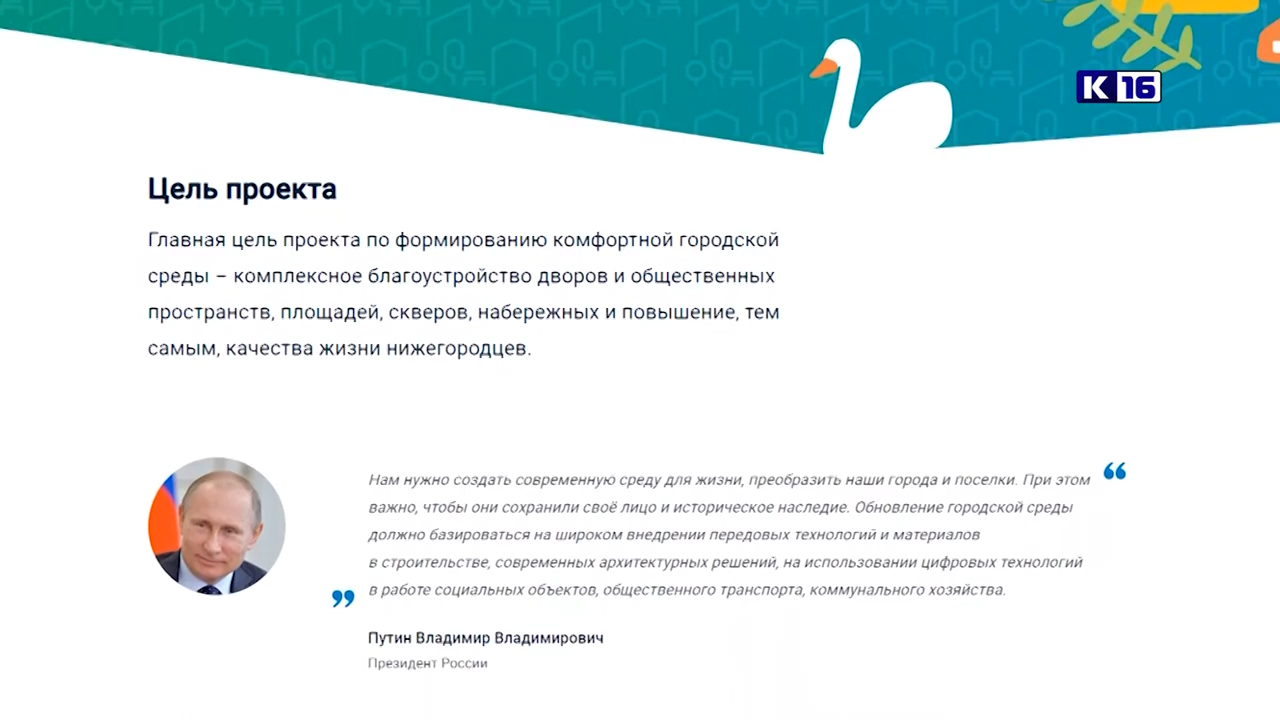 К 16
Цель проекта
Главная цель проекта по формированию комфортной городской
среды – комплексное благоустройство дворов и общественных
пространств, площадей, скверов, набережных и повышение, тем
самым, качества жизни нижегородцев.
Нам нужно создать современную среду для жизни, преобразить наши города и поселки. При этом
важно, чтобы они сохранили своё лицо и историческое наследие. Обновление городской среды
должно базироваться на широком внедрении передовых технологий и материалов
в строительстве, современных архитектурных решений, на использовании цифровых технологий
в работе социальных объектов, общественного транспорта, коммунального хозяйства.
Путин Владимир Владимирович
Президент России